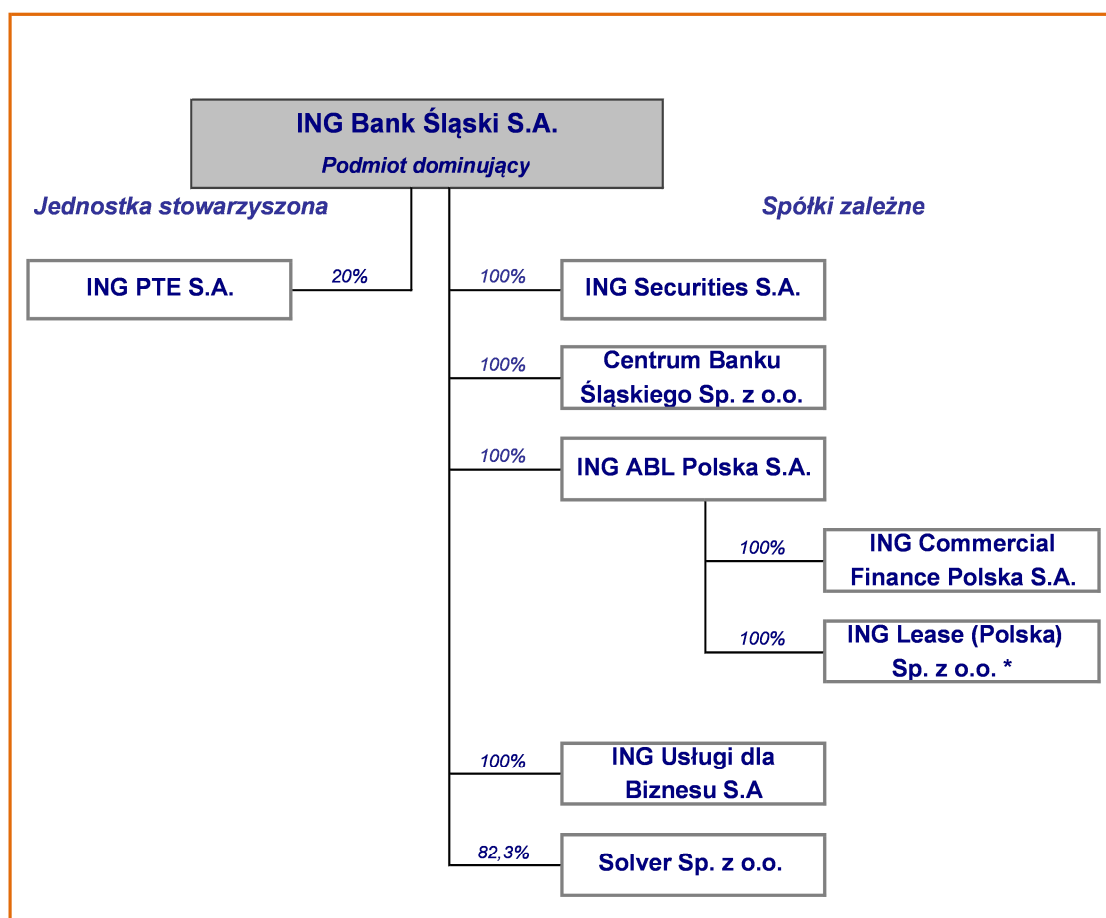 ING Bank Śląski S.A.
Podmiot dominujący
Jednostka stowarzyszona
Spółki zależne
ING PTE S.A.
20%
100%
ING Securities S.A.
100%
Centrum Banku
Śląskiego Sp. z o.o.
100%
ING ABL Polska S.A.
100%
ING Commercial
Finance Polska S.A.
100%
ING Lease (Polska)
Sp. z o.o. *
100%
ING Usługi dla
Biznesu S.A
82,3%
Solver Sp. z o.o.